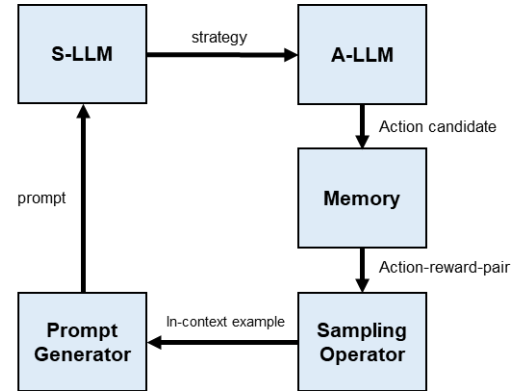 S-LLM
strategy
A-LLM
Action candidate
prompt
Memory
Action-reward-pair
Prompt
Generator
In-context example
Sampling
Operator